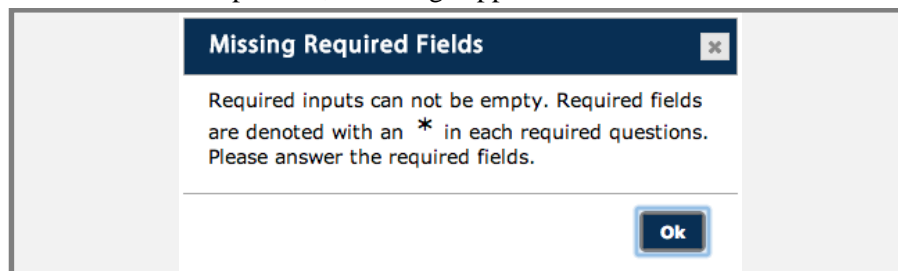 Missing Required Fields
Required inputs can not be empty. Required fields
are denoted with an * in each required questions.
Please answer the required fields.
Ok